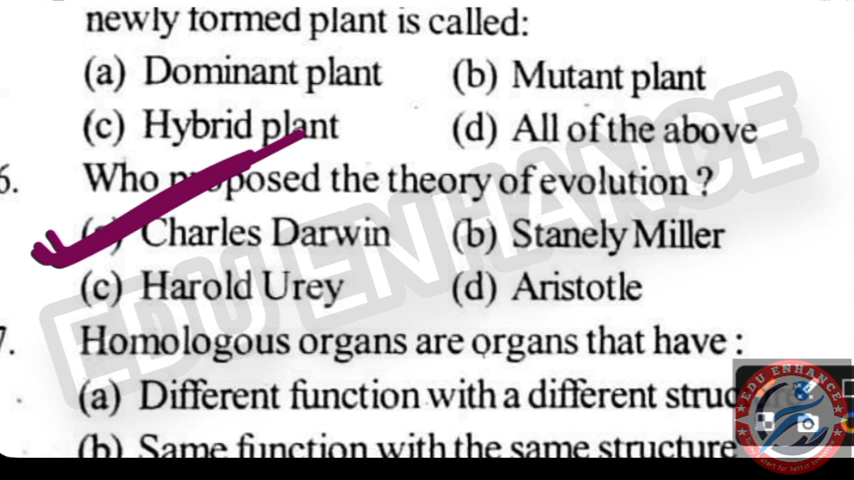 newly formed plant is called:
(a) Dominant plant (b) Mutant plant
(c) Hybrid plant (d) All of the above
6. Who proposed the theory of evolution ?
(a) Charles Darwin (b) Stanely Miller
(c) Harold Urey (d) Aristotle
7. Homologous organs are organs that have :
(a) Different function with a different struc
(b) Same function with the same structure
EDU ENHANCE
EDU ENHANCE